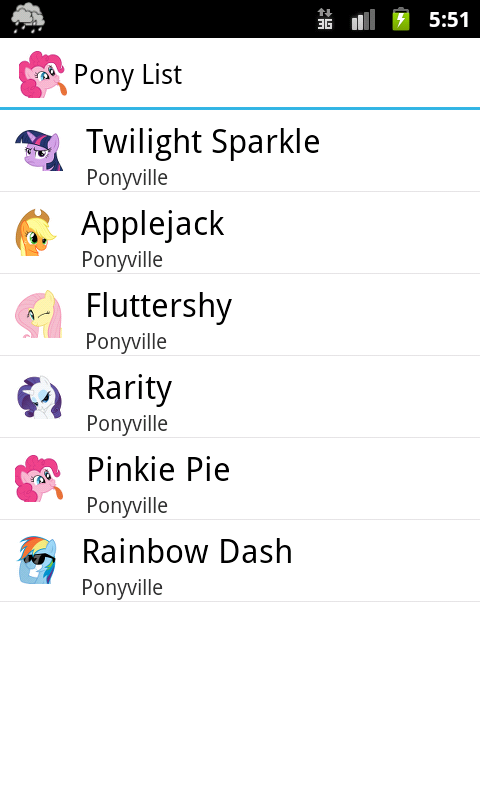 3G 5:51
Pony List
Twilight Sparkle
Ponyville
Applejack
Ponyville
Fluttershy
Ponyville
Rarity
Ponyville
Pinkie Pie
Ponyville
Rainbow Dash
Ponyville